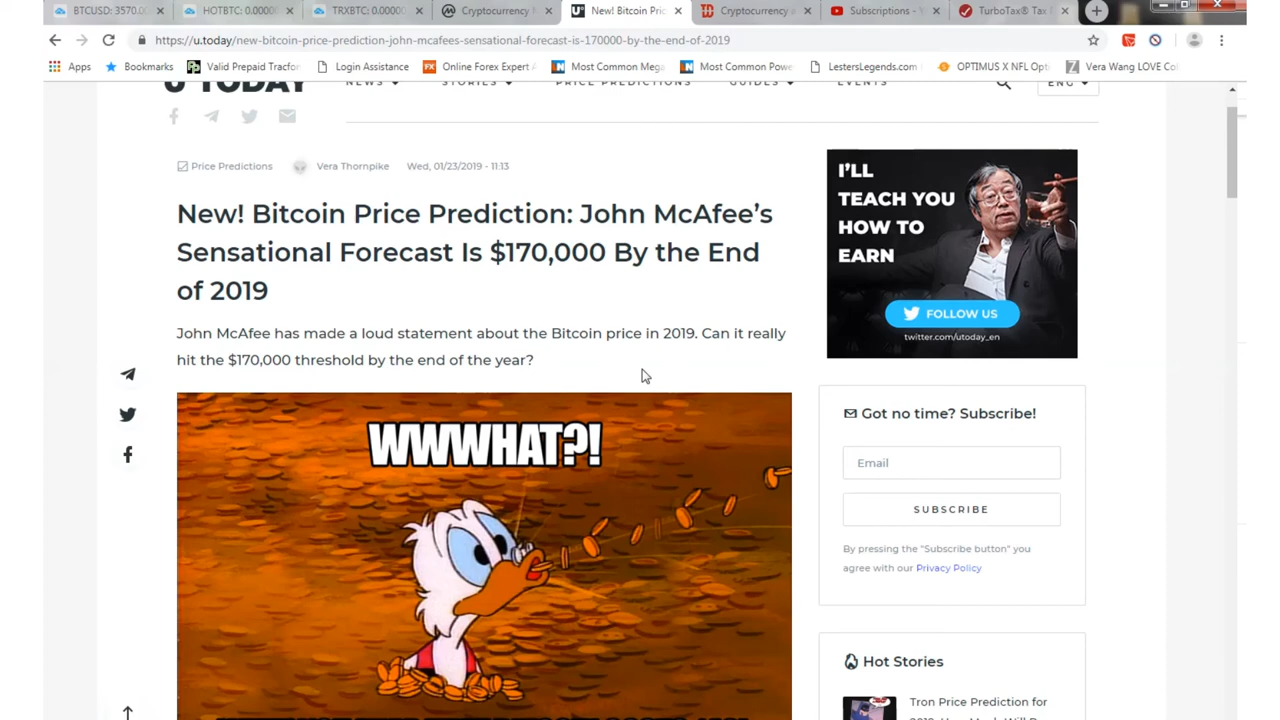 BTCUSD: 3570.00
HOTBTC: 0.00000
TRXBTC: 0.00000
Cryptocurrency M
New! Bitcoin Pric
Cryptocurrency a
Subscriptions - Y
TurboTax® Tax
https://u.today/new-bitcoin-price-prediction-john-mcafees-sensational-forecast-is-170000-by-the-end-of-2019
Apps
Bookmarks
Valid Prepaid Tracfon
Login Assistance
Online Forex Expert A
Most Common Mega
Most Common Powe
LestersLegends.com
OPTIMUS X NFL Opti
Vera Wang LOVE Col
U TODAY
NEWS
STORIES
PRICE PREDICTIONS
GUIDES
EVENTS
ENG
Price Predictions
Vera Thornpike
Wed, 01/23/2019 - 11:13
New! Bitcoin Price Prediction: John McAfee's
Sensational Forecast Is $170,000 By the End
of 2019
John McAfee has made a loud statement about the Bitcoin price in 2019. Can it really
hit the $170,000 threshold by the end of the year?
WWWHAT?!
I'LL
TEACH YOU
HOW TO
EARN
FOLLOW US
twitter.com/utoday_en
Got no time? Subscribe!
Email
SUBSCRIBE
By pressing the "Subscribe button" you
agree with our Privacy Policy
Hot Stories
Tron Price Prediction for